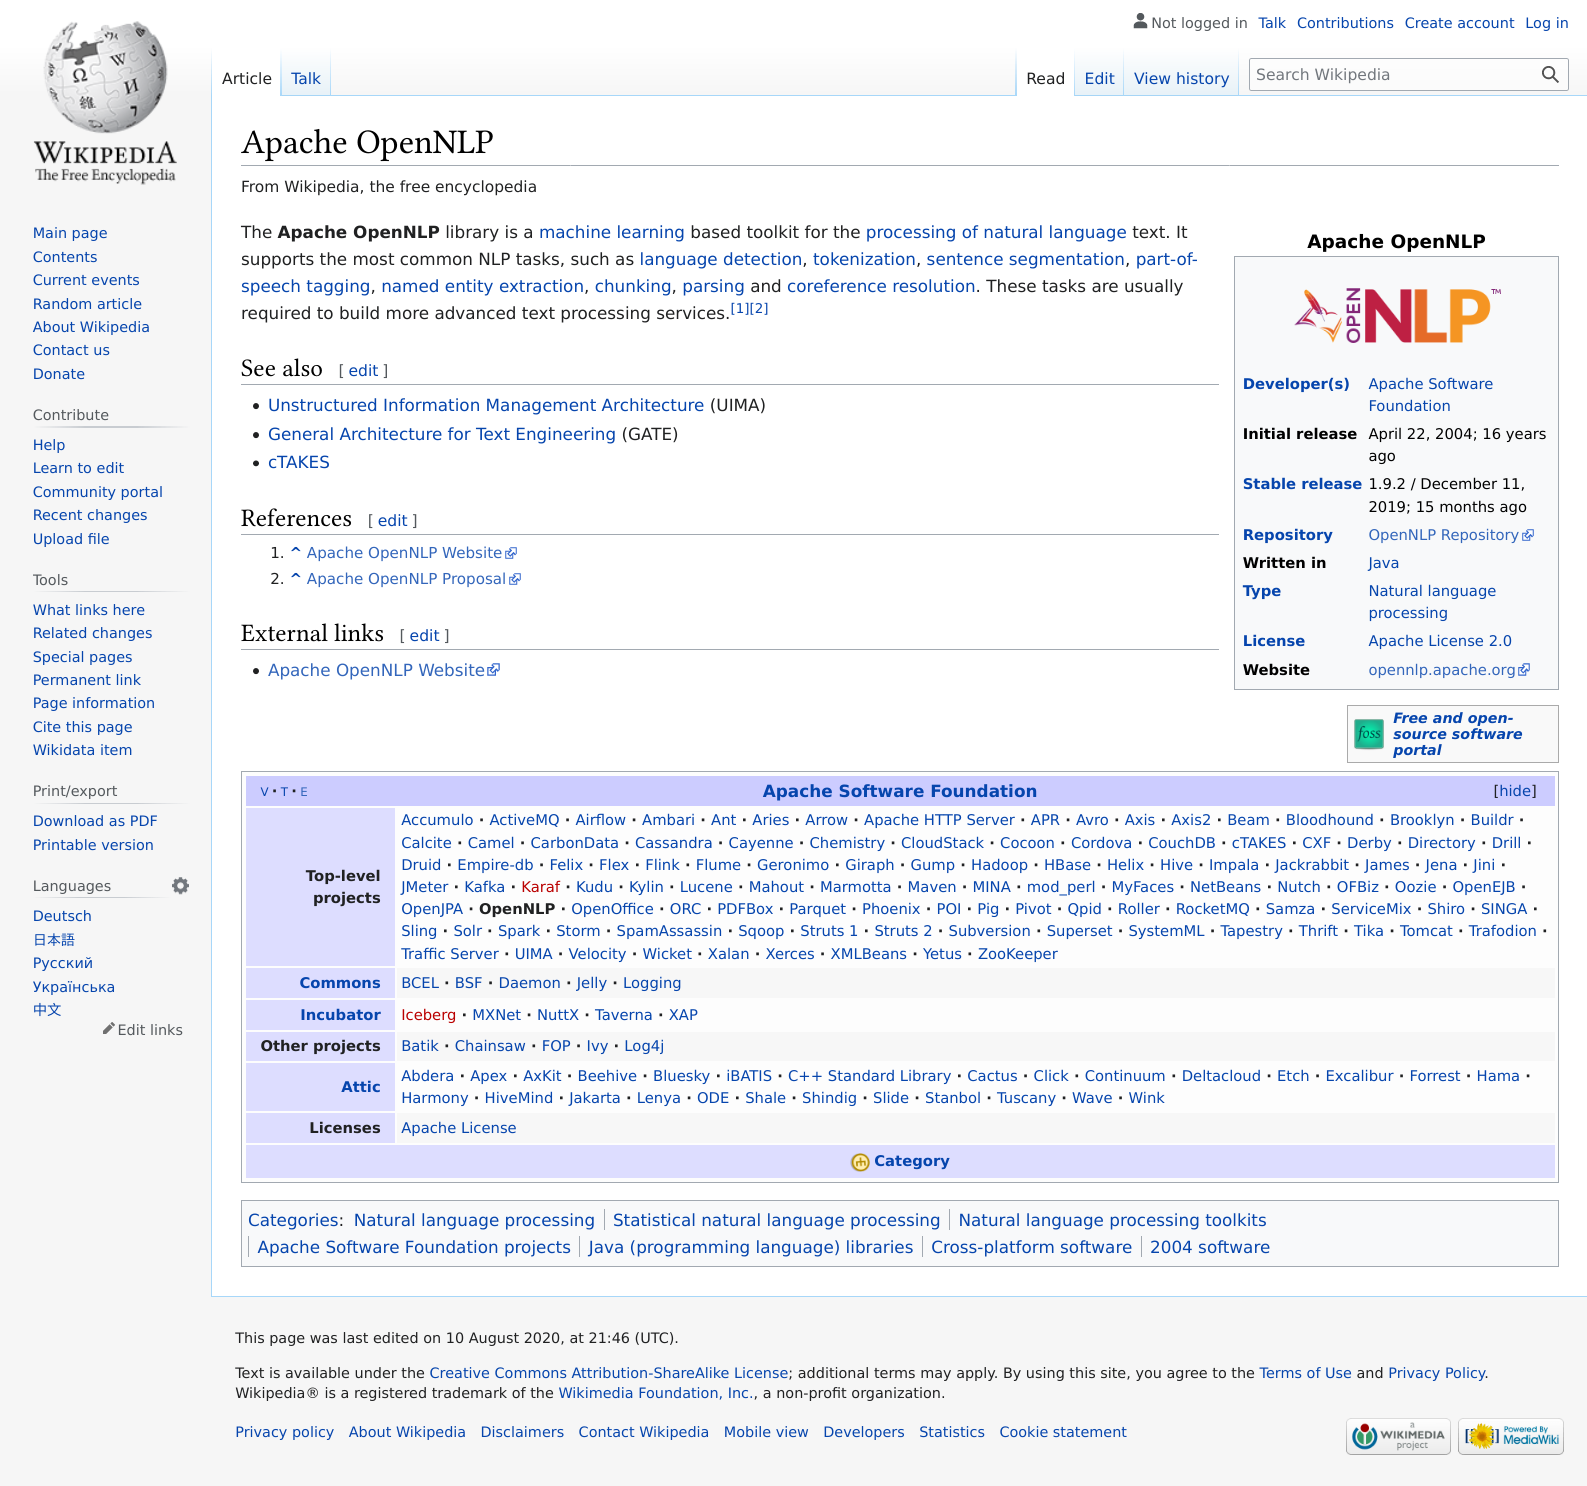 Not logged in Talk Contributions Create account Log in
Article Talk Read Edit View history Search Wikipedia
WIKIPEDIA
The Free Encyclopedia
Main page
Contents
Current events
Random article
About Wikipedia
Contact us
Donate
Contribute
Help
Learn to edit
Community portal
Recent changes
Upload file
Tools
What links here
Related changes
Special pages
Permanent link
Page information
Cite this page
Wikidata item
Print/export
Download as PDF
Printable version
Languages
Deutsch
日本語
Русский
Українська
中文
Edit links
Apache OpenNLP
From Wikipedia, the free encyclopedia
The Apache OpenNLP library is a machine learning based toolkit for the processing of natural language text. It
supports the most common NLP tasks, such as language detection, tokenization, sentence segmentation, part-of-
speech tagging, named entity extraction, chunking, parsing and coreference resolution. These tasks are usually
required to build more advanced text processing services.[1][2]
See also [ edit ]
• Unstructured Information Management Architecture (UIMA)
• General Architecture for Text Engineering (GATE)
• cTAKES
References [ edit ]
1. ^ Apache OpenNLP Website
2. ^ Apache OpenNLP Proposal
External links [ edit ]
• Apache OpenNLP Website
Apache OpenNLP
OPEN NLP™
Developer(s) Apache Software
Foundation
Initial release April 22, 2004; 16 years
ago
Stable release 1.9.2 / December 11,
2019; 15 months ago
Repository OpenNLP Repository
Written in Java
Type Natural language
processing
License Apache License 2.0
Website opennlp.apache.org
foss Free and open-
source software
portal
V · T · E Apache Software Foundation [hide]
Top-level
projects
Accumulo · ActiveMQ · Airflow · Ambari · Ant · Aries · Arrow · Apache HTTP Server · APR · Avro · Axis · Axis2 · Beam · Bloodhound · Brooklyn · Buildr ·
Calcite · Camel · CarbonData · Cassandra · Cayenne · Chemistry · CloudStack · Cocoon · Cordova · CouchDB · cTAKES · CXF · Derby · Directory · Drill ·
Druid · Empire-db · Felix · Flex · Flink · Flume · Geronimo · Giraph · Gump · Hadoop · HBase · Helix · Hive · Impala · Jackrabbit · James · Jena · Jini ·
JMeter · Kafka · Karaf · Kudu · Kylin · Lucene · Mahout · Marmotta · Maven · MINA · mod_perl · MyFaces · NetBeans · Nutch · OFBiz · Oozie · OpenEJB ·
OpenJPA · OpenNLP · OpenOffice · ORC · PDFBox · Parquet · Phoenix · POI · Pig · Pivot · Qpid · Roller · RocketMQ · Samza · ServiceMix · Shiro · SINGA ·
Sling · Solr · Spark · Storm · SpamAssassin · Sqoop · Struts 1 · Struts 2 · Subversion · Superset · SystemML · Tapestry · Thrift · Tika · Tomcat · Trafodion ·
Traffic Server · UIMA · Velocity · Wicket · Xalan · Xerces · XMLBeans · Yetus · ZooKeeper
Commons BCEL · BSF · Daemon · Jelly · Logging
Incubator Iceberg · MXNet · NuttX · Taverna · XAP
Other projects Batik · Chainsaw · FOP · Ivy · Log4j
Attic
Abdera · Apex · AxKit · Beehive · Bluesky · iBATIS · C++ Standard Library · Cactus · Click · Continuum · Deltacloud · Etch · Excalibur · Forrest · Hama ·
Harmony · HiveMind · Jakarta · Lenya · ODE · Shale · Shindig · Slide · Stanbol · Tuscany · Wave · Wink
Licenses Apache License
Category
Categories: Natural language processing | Statistical natural language processing | Natural language processing toolkits
| Apache Software Foundation projects | Java (programming language) libraries | Cross-platform software | 2004 software
This page was last edited on 10 August 2020, at 21:46 (UTC).
Text is available under the Creative Commons Attribution-ShareAlike License; additional terms may apply. By using this site, you agree to the Terms of Use and Privacy Policy.
Wikipedia® is a registered trademark of the Wikimedia Foundation, Inc., a non-profit organization.
Privacy policy About Wikipedia Disclaimers Contact Wikipedia Mobile view Developers Statistics Cookie statement
a
WIKIMEDIA
project
Powered By
MediaWiki